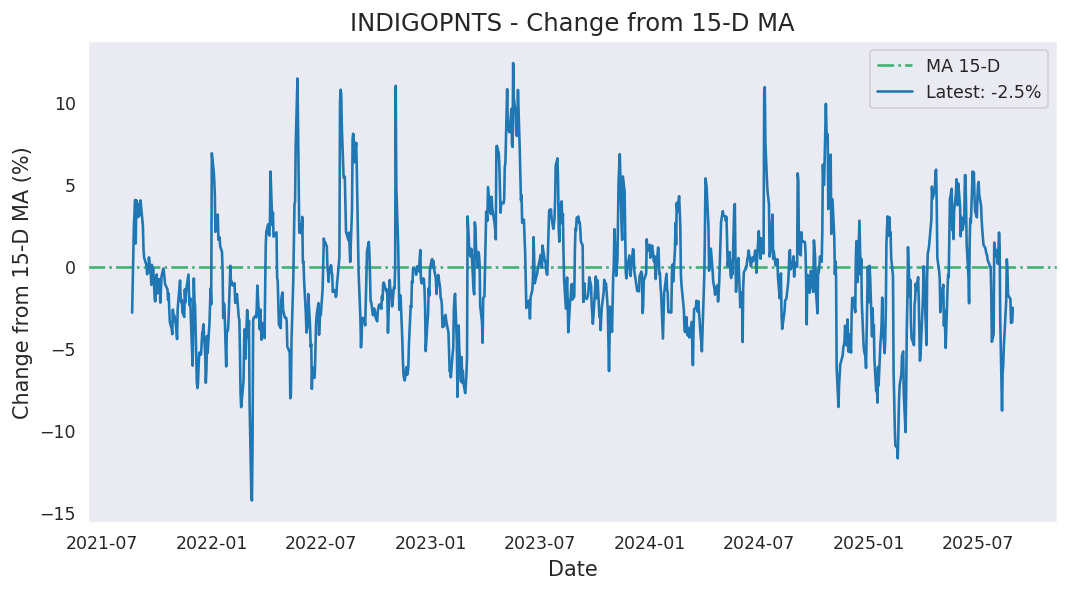 INDIGOPNTS - Change from 15-D MA
MA 15-D
Latest: -2.5%
Change from 15-D MA (%)
10
5
0
−5
−10
−15
2021-07 2022-01 2022-07 2023-01 2023-07 2024-01 2024-07 2025-01 2025-07
Date